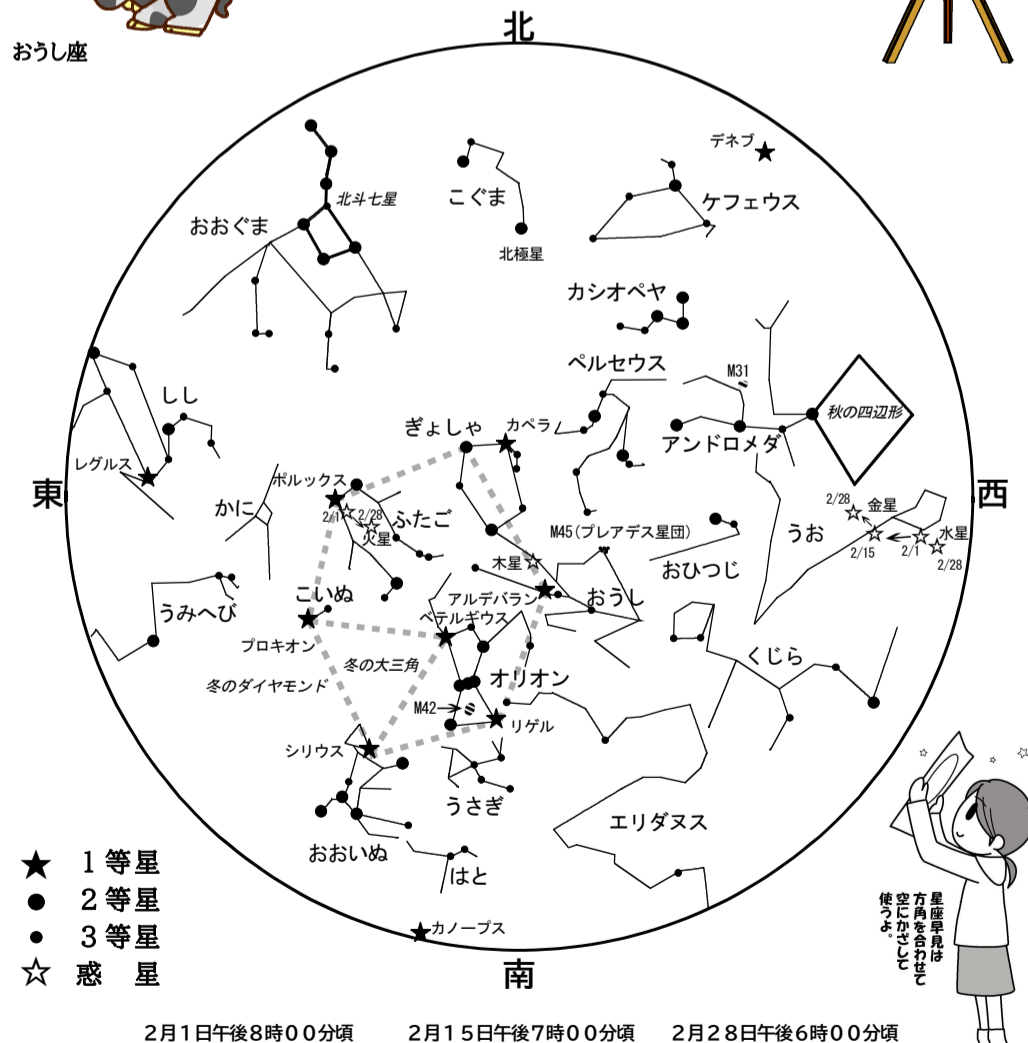 おうし座
北
デネブ
北斗七星
こぐま
ケフェウス
おおぐま
北極星
カシオペヤ
ペルセウス
M31
しし
秋の四辺形
ぎょしゃ
カペラ
アンドロメダ
レグルス
ポルックス
東
西
かに
2/1
2/28
火星
ふたご
M45(プレアデス星団)
うお
2/28
金星
2/15
2/1
水星
2/28
木星
おひつじ
うみへび
こいぬ
アルデバラン
おうし
ベテルギウス
プロキオン
冬の大三角
くじら
冬のダイヤモンド
オリオン
M42
リゲル
シリウス
うさぎ
エリダヌス
おおいぬ
はと
カノープス
南
1等星
2等星
3等星
惑 星
星座早見は
方角を合わせて
空にかざして
使うよ。
2月1日午後8時00分頃 2月15日午後7時00分頃 2月28日午後6時00分頃